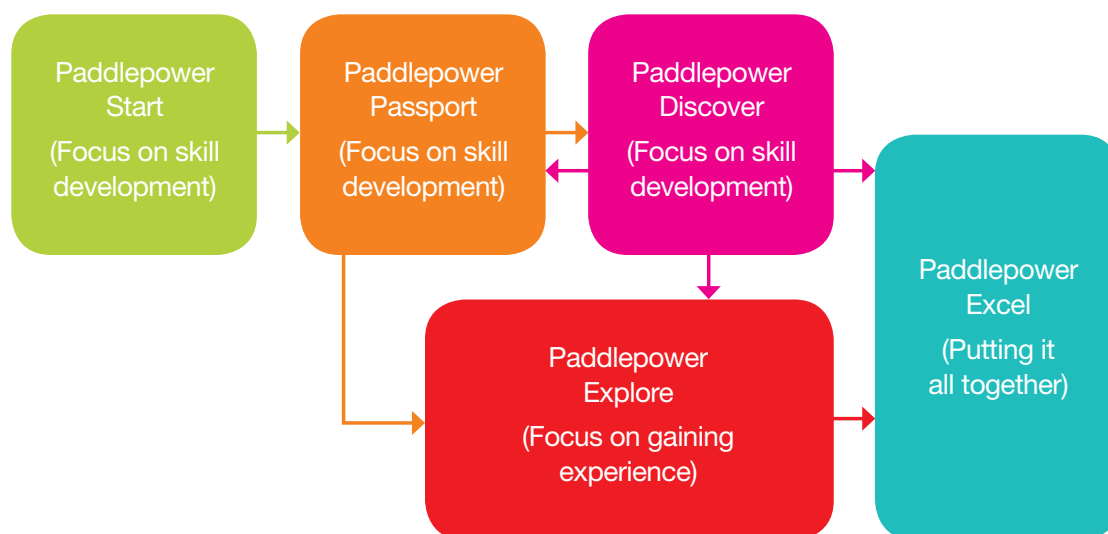 Paddlepower
Start
(Focus on skill
development)
Paddlepower
Passport
(Focus on skill
development)
Paddlepower
Discover
(Focus on skill
development)
Paddlepower
Explore
(Focus on gaining
experience)
Paddlepower
Excel
(Putting it
all together)